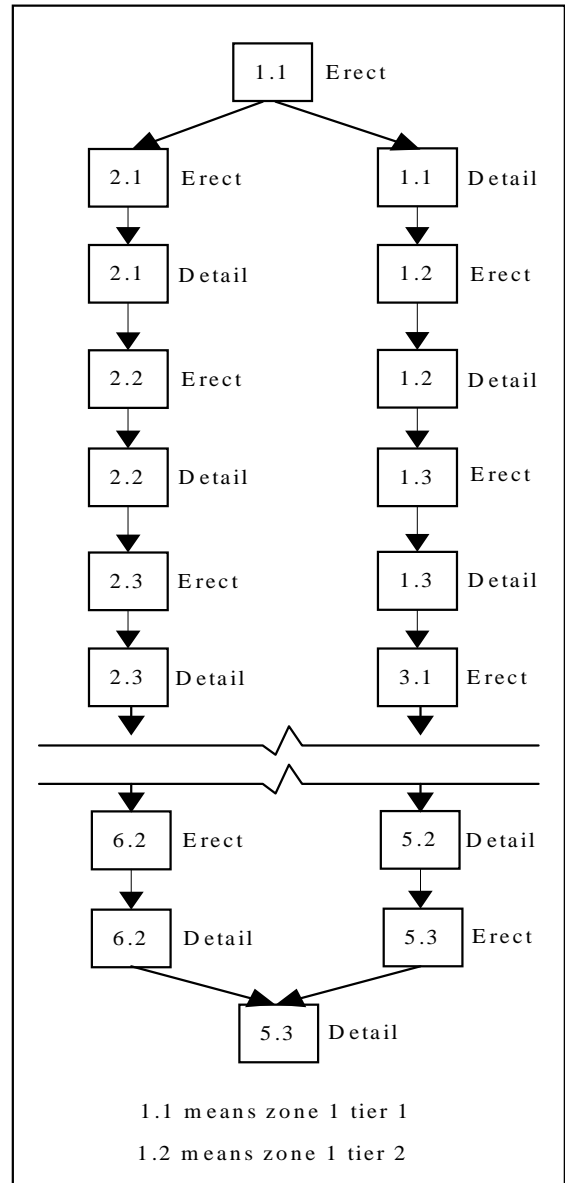 1.1 Erect
2.1 Erect 1.1 Detail
2.1 Detail 1.2 Erect
2.2 Erect 1.2 Detail
2.2 Detail 1.3 Erect
2.3 Erect 1.3 Detail
2.3 Detail 3.1 Erect
6.2 Erect 5.2 Detail
6.2 Detail 5.3 Erect
5.3 Detail
1.1 means zone 1 tier 1
1.2 means zone 1 tier 2